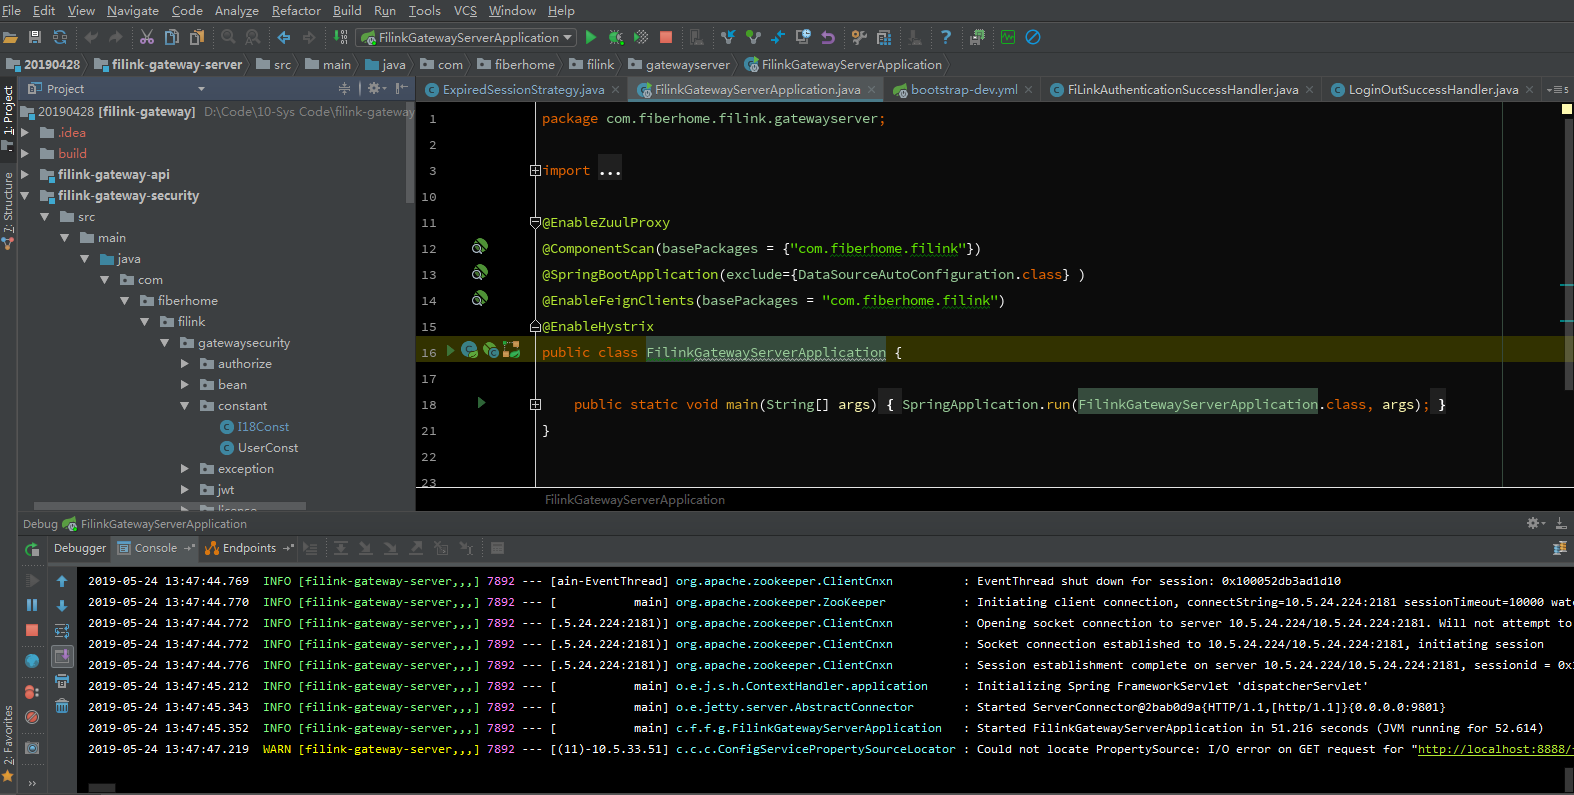 File Edit View Navigate Code Analyze Refactor Build Run Tools VCS Window Help
FilinkGatewayServerApplication
20190428 filink-gateway-server src main java com fiberhome filink gatewayserver FilinkGatewayServerApplication
Project
ExpiredSessionStrategy.java FilinkGatewayServerApplication.java bootstrap-dev.yml FiLinkAuthenticationSuccessHandler.java LoginOutSuccessHandler.java
1: Project
7: Structure
2: Favorites
20190428 [filink-gateway] D:\Code\10-Sys Code\filink-gateway
.idea
build
filink-gateway-api
filink-gateway-security
src
main
java
com
fiberhome
filink
gatewaysecurity
authorize
bean
constant
I18Const
UserConst
exception
jwt
license
1 package com.fiberhome.filink.gatewayserver;
2
3 import ...
10
11 @EnableZuulProxy
12 @ComponentScan(basePackages = {"com.fiberhome.filink"})
13 @SpringBootApplication(exclude={DataSourceAutoConfiguration.class} )
14 @EnableFeignClients(basePackages = "com.fiberhome.filink")
15 @EnableHystrix
16 public class FilinkGatewayServerApplication {
17
18 public static void main(String[] args) { SpringApplication.run(FilinkGatewayServerApplication.class, args); }
21 }
22
23
FilinkGatewayServerApplication
Debug FilinkGatewayServerApplication
Debugger Console Endpoints
2019-05-24 13:47:44.769 INFO [filink-gateway-server,,,] 7892 --- [ain-EventThread] org.apache.zookeeper.ClientCnxn : EventThread shut down for session: 0x100052db3ad1d10
2019-05-24 13:47:44.770 INFO [filink-gateway-server,,,] 7892 --- [ main] org.apache.zookeeper.ZooKeeper : Initiating client connection, connectString=10.5.24.224:2181 sessionTimeout=10000 wat
2019-05-24 13:47:44.772 INFO [filink-gateway-server,,,] 7892 --- [.5.24.224:2181)] org.apache.zookeeper.ClientCnxn : Opening socket connection to server 10.5.24.224/10.5.24.224:2181. Will not attempt to
2019-05-24 13:47:44.772 INFO [filink-gateway-server,,,] 7892 --- [.5.24.224:2181)] org.apache.zookeeper.ClientCnxn : Socket connection established to 10.5.24.224/10.5.24.224:2181, initiating session
2019-05-24 13:47:44.776 INFO [filink-gateway-server,,,] 7892 --- [.5.24.224:2181)] org.apache.zookeeper.ClientCnxn : Session establishment complete on server 10.5.24.224/10.5.24.224:2181, sessionid = 0x
2019-05-24 13:47:45.212 INFO [filink-gateway-server,,,] 7892 --- [ main] o.e.j.s.h.ContextHandler.application : Initializing Spring FrameworkServlet 'dispatcherServlet'
2019-05-24 13:47:45.343 INFO [filink-gateway-server,,,] 7892 --- [ main] o.e.jetty.server.AbstractConnector : Started ServerConnector@2bab0d9a{HTTP/1.1,[http/1.1]}{0.0.0.0:9801}
2019-05-24 13:47:45.352 INFO [filink-gateway-server,,,] 7892 --- [ main] c.f.f.g.FilinkGatewayServerApplication : Started FilinkGatewayServerApplication in 51.216 seconds (JVM running for 52.614)
2019-05-24 13:47:47.219 WARN [filink-gateway-server,,,] 7892 --- [(11)-10.5.33.51] c.c.c.ConfigServicePropertySourceLocator : Could not locate PropertySource: I/O error on GET request for "http://localhost:8888/